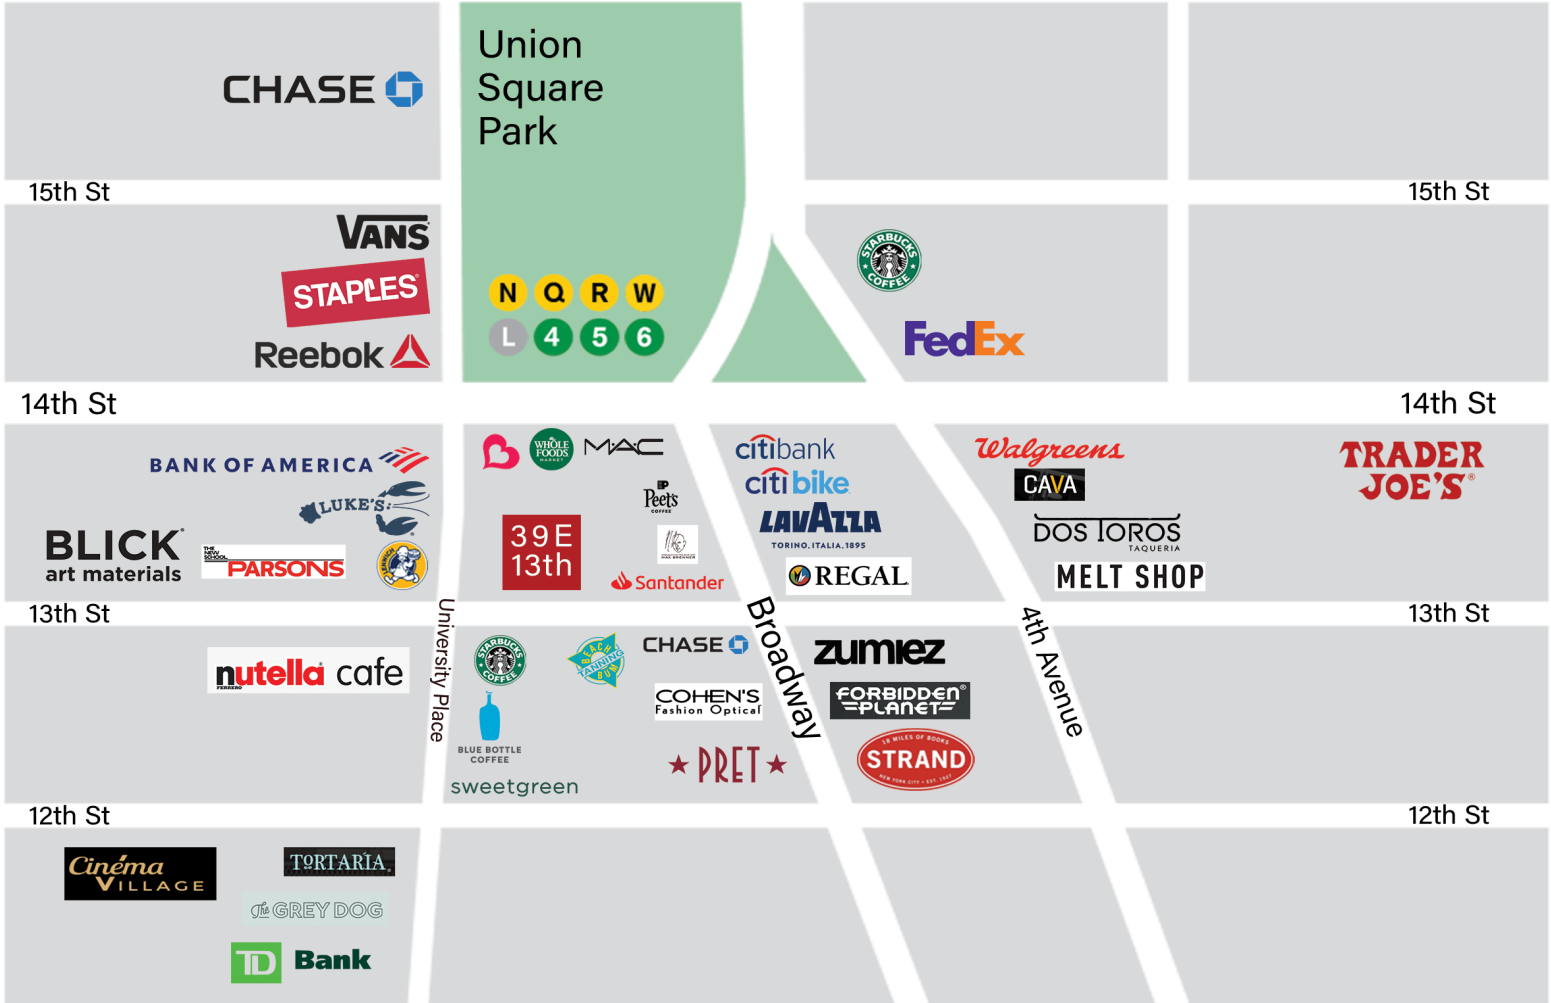 Union
Square
Park
CHASE
15th St
15th St
VANS
STAPLES
Reebok
N Q R W
L 4 5 6
STARBUCKS
COFFEE
FedEx
14th St
14th St
BANK OF AMERICA
LUKE'S
BLICK®
art materials
THE
NEW
SCHOOL
PARSONS
WHOLE
FOODS
MARKET
MAC
Peet's
COFFEE
39E
13th
MAX BRENNER
Santander
citibank
citi bike
LAVAZZA
TORINO, ITALIA, 1895
REGAL
Walgreens
CAVA
DOS TOROS
TAQUERIA
MELT SHOP
TRADER
JOE'S®
13th St
13th St
University Place
Broadway
4th Avenue
nutella® cafe
FERRERO
STARBUCKS
COFFEE
BEACH
TANNING
BUM
CHASE
BLUE BOTTLE
COFFEE
COHEN'S
Fashion Optical
sweetgreen
PRET
zumiez
FORBIDDEN®
PLANET
18 MILES OF BOOKS
STRAND
NEW YORK CITY • EST. 1927
12th St
12th St
Cinéma
VILLAGE
TORTARIA
The GREY DOG
TD Bank